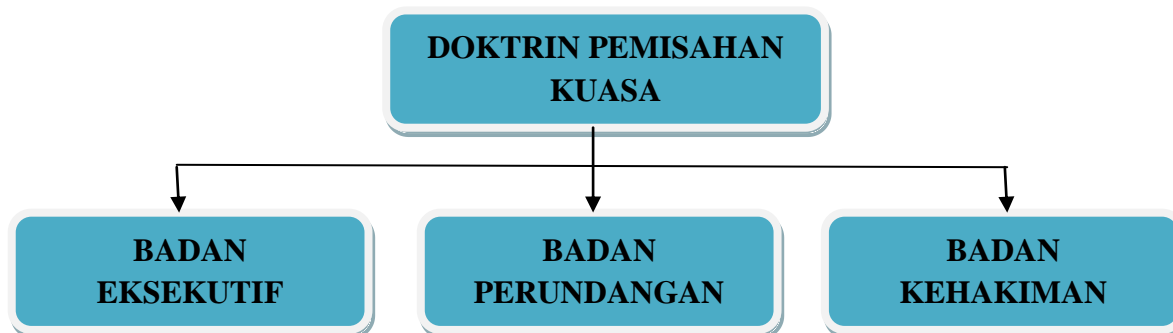 DOKTRIN PEMISAHAN
KUASA
BADAN
EKSEKUTIF
BADAN
PERUNDANGAN
BADAN
KEHAKIMAN